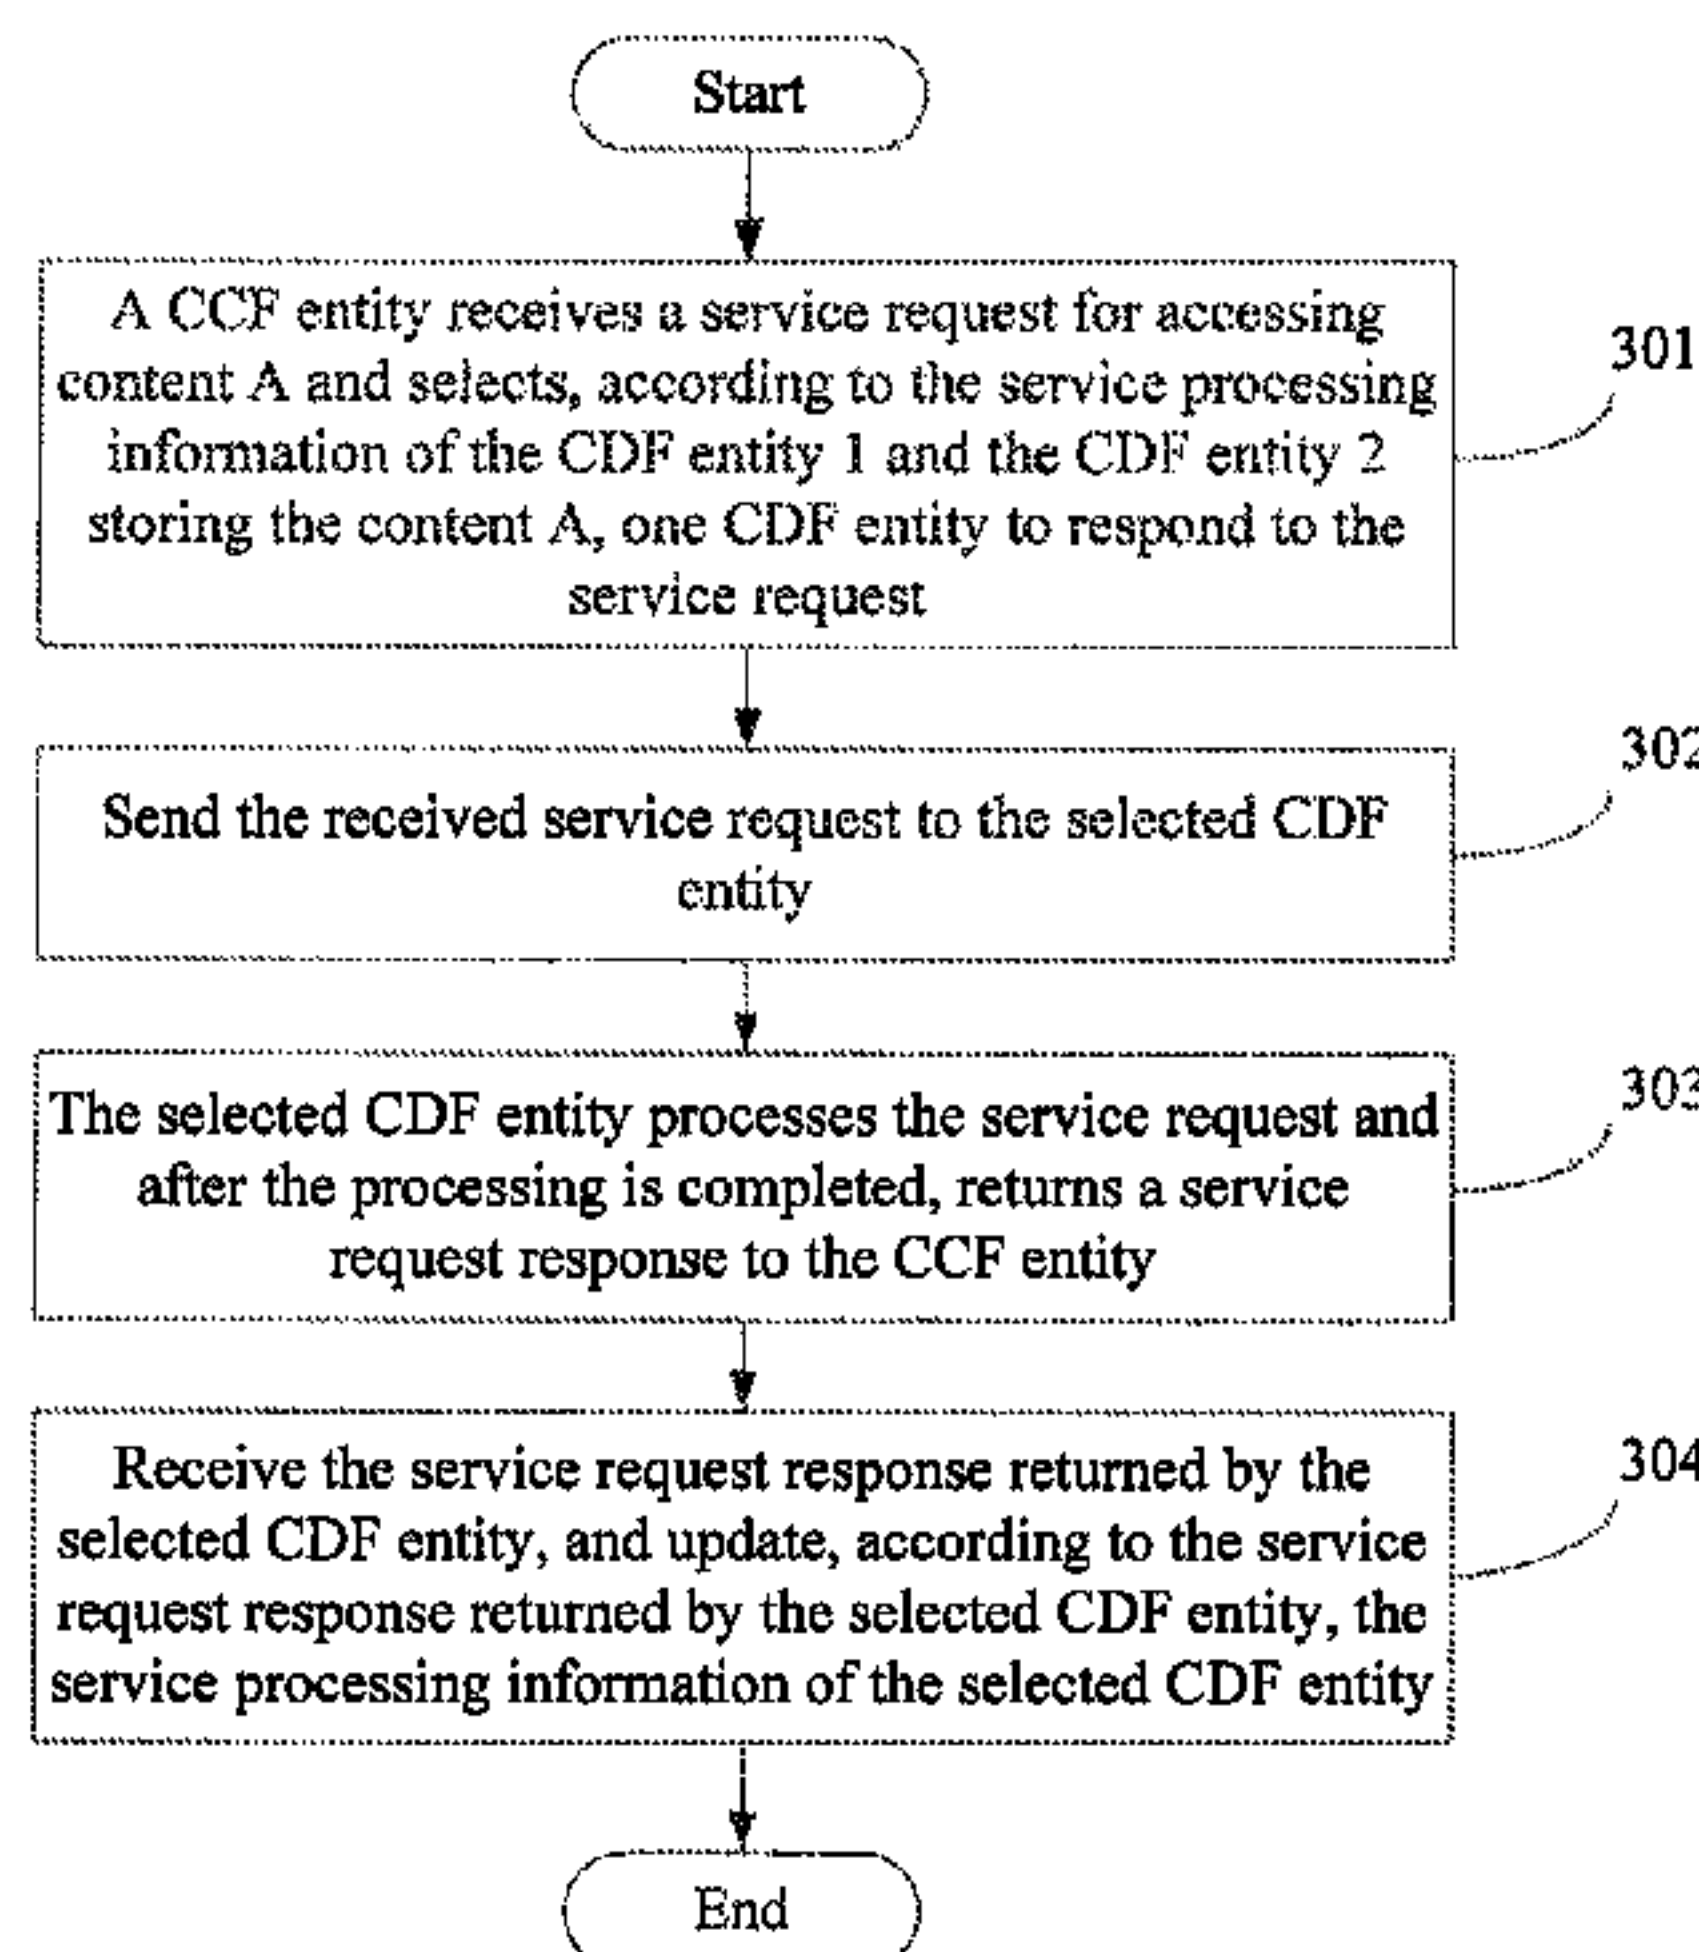 Start
A CCF entity receives a service request for accessing
content A and selects, according to the service processing
information of the CDF entity 1 and the CDF entity 2
storing the content A, one CDF entity to respond to the
service request
301
Send the received service request to the selected CDF
entity
302
The selected CDF entity processes the service request and
after the processing is completed, returns a service
request response to the CCF entity
303
Receive the service request response returned by the
selected CDF entity, and update, according to the service
request response returned by the selected CDF entity, the
service processing information of the selected CDF entity
304
End